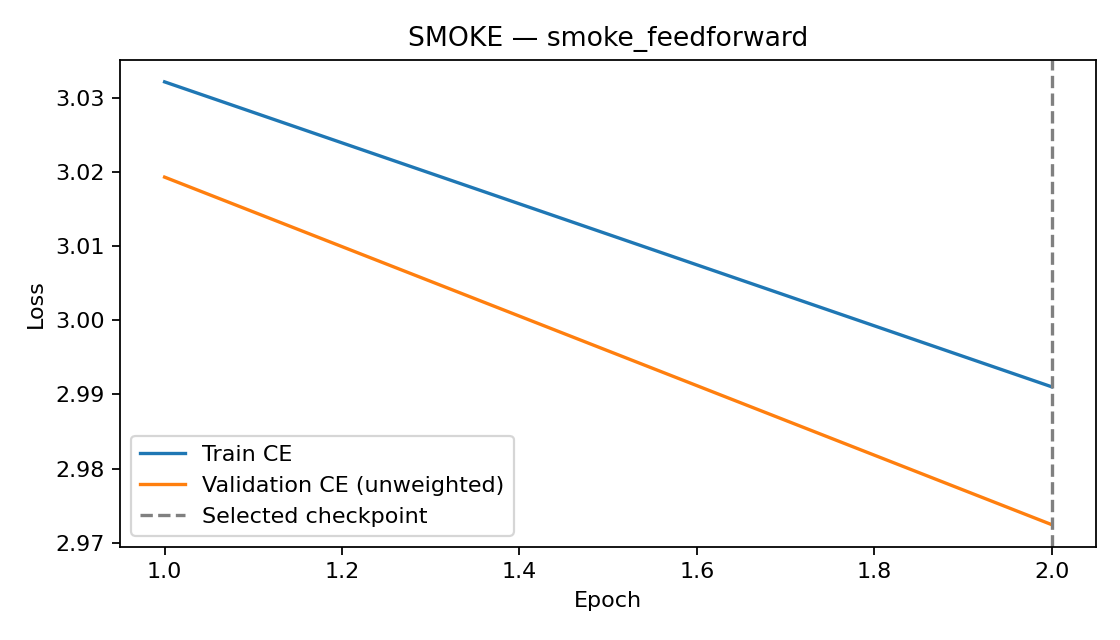 SMOKE — smoke_feedforward
Loss
3.03
3.02
3.01
3.00
2.99
2.98
2.97
Train CE
Validation CE (unweighted)
Selected checkpoint
1.0 1.2 1.4 1.6 1.8 2.0
Epoch